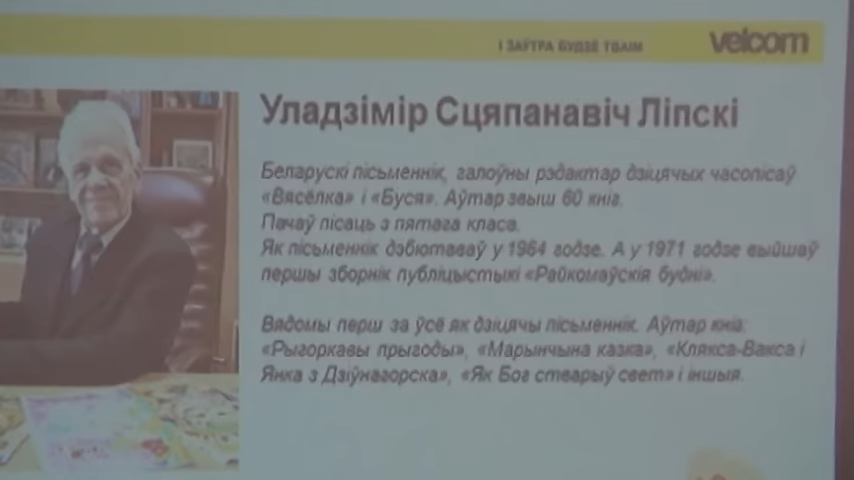 І ЗАЎТРА БУДЗЕ ТВАІМ
velcom
Уладзімір Сцяпанавіч Ліпскі
Беларускі пісьменнік, галоўны рэдактар дзіцячых часопісаў
«Вясёлка» і «Буся». Аўтар звыш 60 кніг.
Пачаў пісаць з пятага класа.
Як пісьменнік дэбютаваў у 1964 годзе. А у 1971 годзе выйшаў
першы зборнік публіцыстыкі «Райкомаўскія будні».
Вядомы перш за ўсё як дзіцячы пісьменнік. Аўтар кніг:
«Рыгоркавы прыгоды», «Марынчына казка», «Клякса-Вакса і
Янка з Дзіўнагорска», «Як Бог стварыў свет» і іншыя.